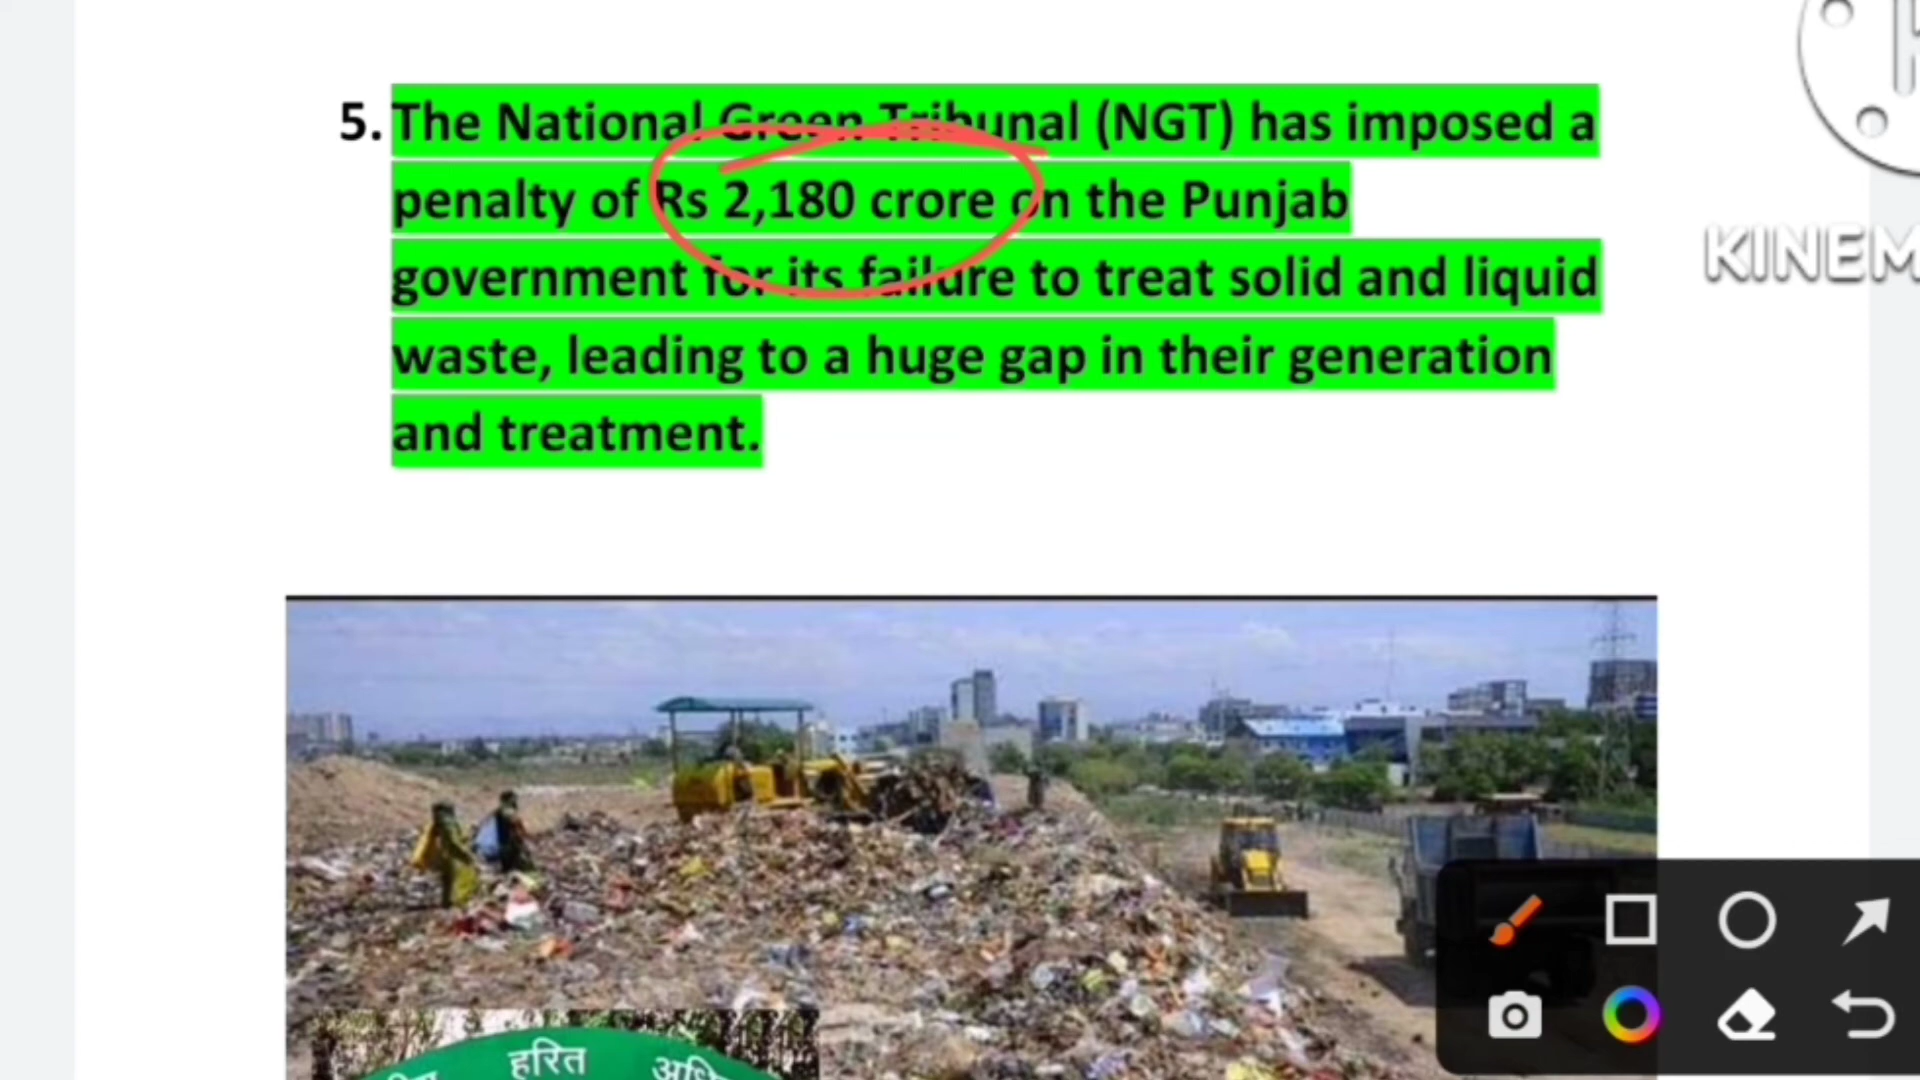 5. The National Green Tribunal (NGT) has imposed a
penalty of Rs 2,180 crore on the Punjab
government for its failure to treat solid and liquid
waste, leading to a huge gap in their generation
and treatment.
KINEM
हरित